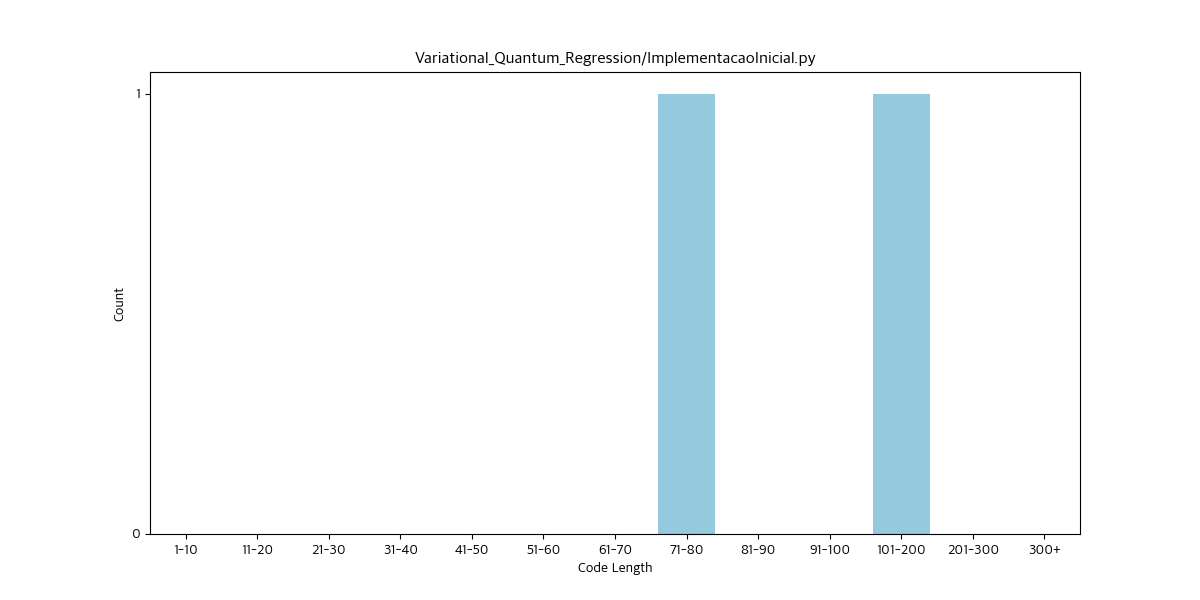 Variational_Quantum_Regression/ImplementacaoInicial.py
1
Count
0
1-10 11-20 21-30 31-40 41-50 51-60 61-70 71-80 81-90 91-100 101-200 201-300 300+
Code Length